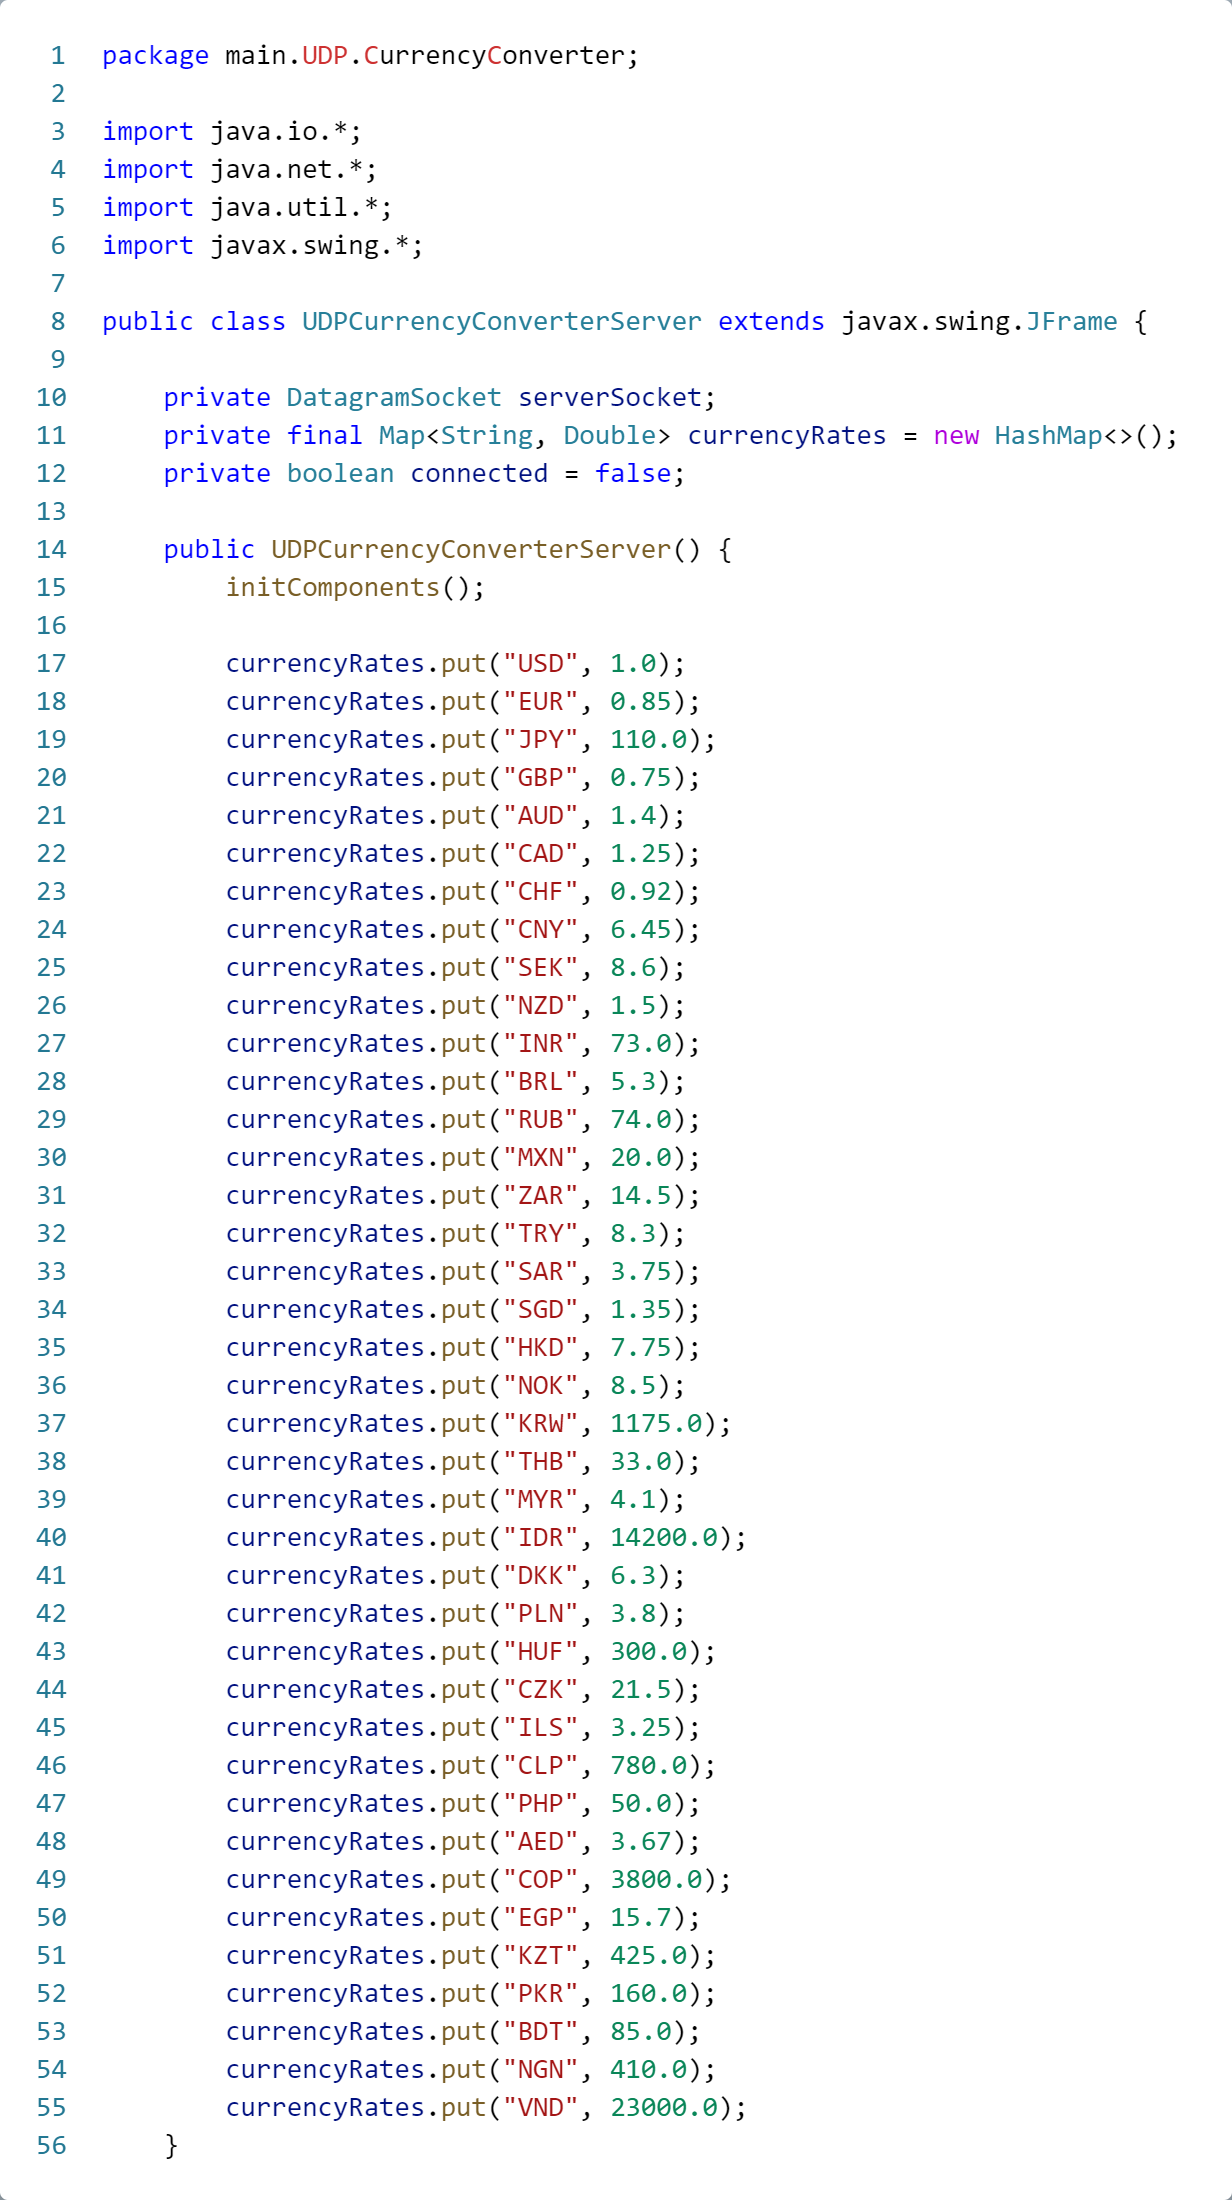 1 package main.UDP.CurrencyConverter;
2
3 import java.io.*;
4 import java.net.*;
5 import java.util.*;
6 import javax.swing.*;
7
8 public class UDPCurrencyConverterServer extends javax.swing.JFrame {
9
10     private DatagramSocket serverSocket;
11     private final Map<String, Double> currencyRates = new HashMap<>();
12     private boolean connected = false;
13
14     public UDPCurrencyConverterServer() {
15         initComponents();
16
17         currencyRates.put("USD", 1.0);
18         currencyRates.put("EUR", 0.85);
19         currencyRates.put("JPY", 110.0);
20         currencyRates.put("GBP", 0.75);
21         currencyRates.put("AUD", 1.4);
22         currencyRates.put("CAD", 1.25);
23         currencyRates.put("CHF", 0.92);
24         currencyRates.put("CNY", 6.45);
25         currencyRates.put("SEK", 8.6);
26         currencyRates.put("NZD", 1.5);
27         currencyRates.put("INR", 73.0);
28         currencyRates.put("BRL", 5.3);
29         currencyRates.put("RUB", 74.0);
30         currencyRates.put("MXN", 20.0);
31         currencyRates.put("ZAR", 14.5);
32         currencyRates.put("TRY", 8.3);
33         currencyRates.put("SAR", 3.75);
34         currencyRates.put("SGD", 1.35);
35         currencyRates.put("HKD", 7.75);
36         currencyRates.put("NOK", 8.5);
37         currencyRates.put("KRW", 1175.0);
38         currencyRates.put("THB", 33.0);
39         currencyRates.put("MYR", 4.1);
40         currencyRates.put("IDR", 14200.0);
41         currencyRates.put("DKK", 6.3);
42         currencyRates.put("PLN", 3.8);
43         currencyRates.put("HUF", 300.0);
44         currencyRates.put("CZK", 21.5);
45         currencyRates.put("ILS", 3.25);
46         currencyRates.put("CLP", 780.0);
47         currencyRates.put("PHP", 50.0);
48         currencyRates.put("AED", 3.67);
49         currencyRates.put("COP", 3800.0);
50         currencyRates.put("EGP", 15.7);
51         currencyRates.put("KZT", 425.0);
52         currencyRates.put("PKR", 160.0);
53         currencyRates.put("BDT", 85.0);
54         currencyRates.put("NGN", 410.0);
55         currencyRates.put("VND", 23000.0);
56     }